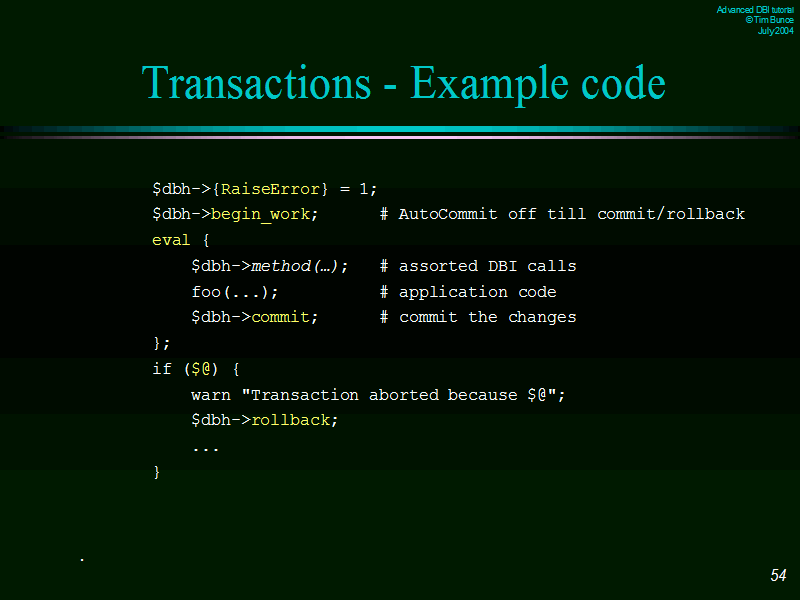 Advanced DBI tutorial
© Tim Bunce
July 2004
Transactions - Example code
$dbh->{RaiseError} = 1;
$dbh->begin_work;      # AutoCommit off till commit/rollback
eval {
    $dbh->method(…);   # assorted DBI calls
    foo(...);          # application code
    $dbh->commit;      # commit the changes
};
if ($@) {
    warn "Transaction aborted because $@";
    $dbh->rollback;
    ...
}
.
54